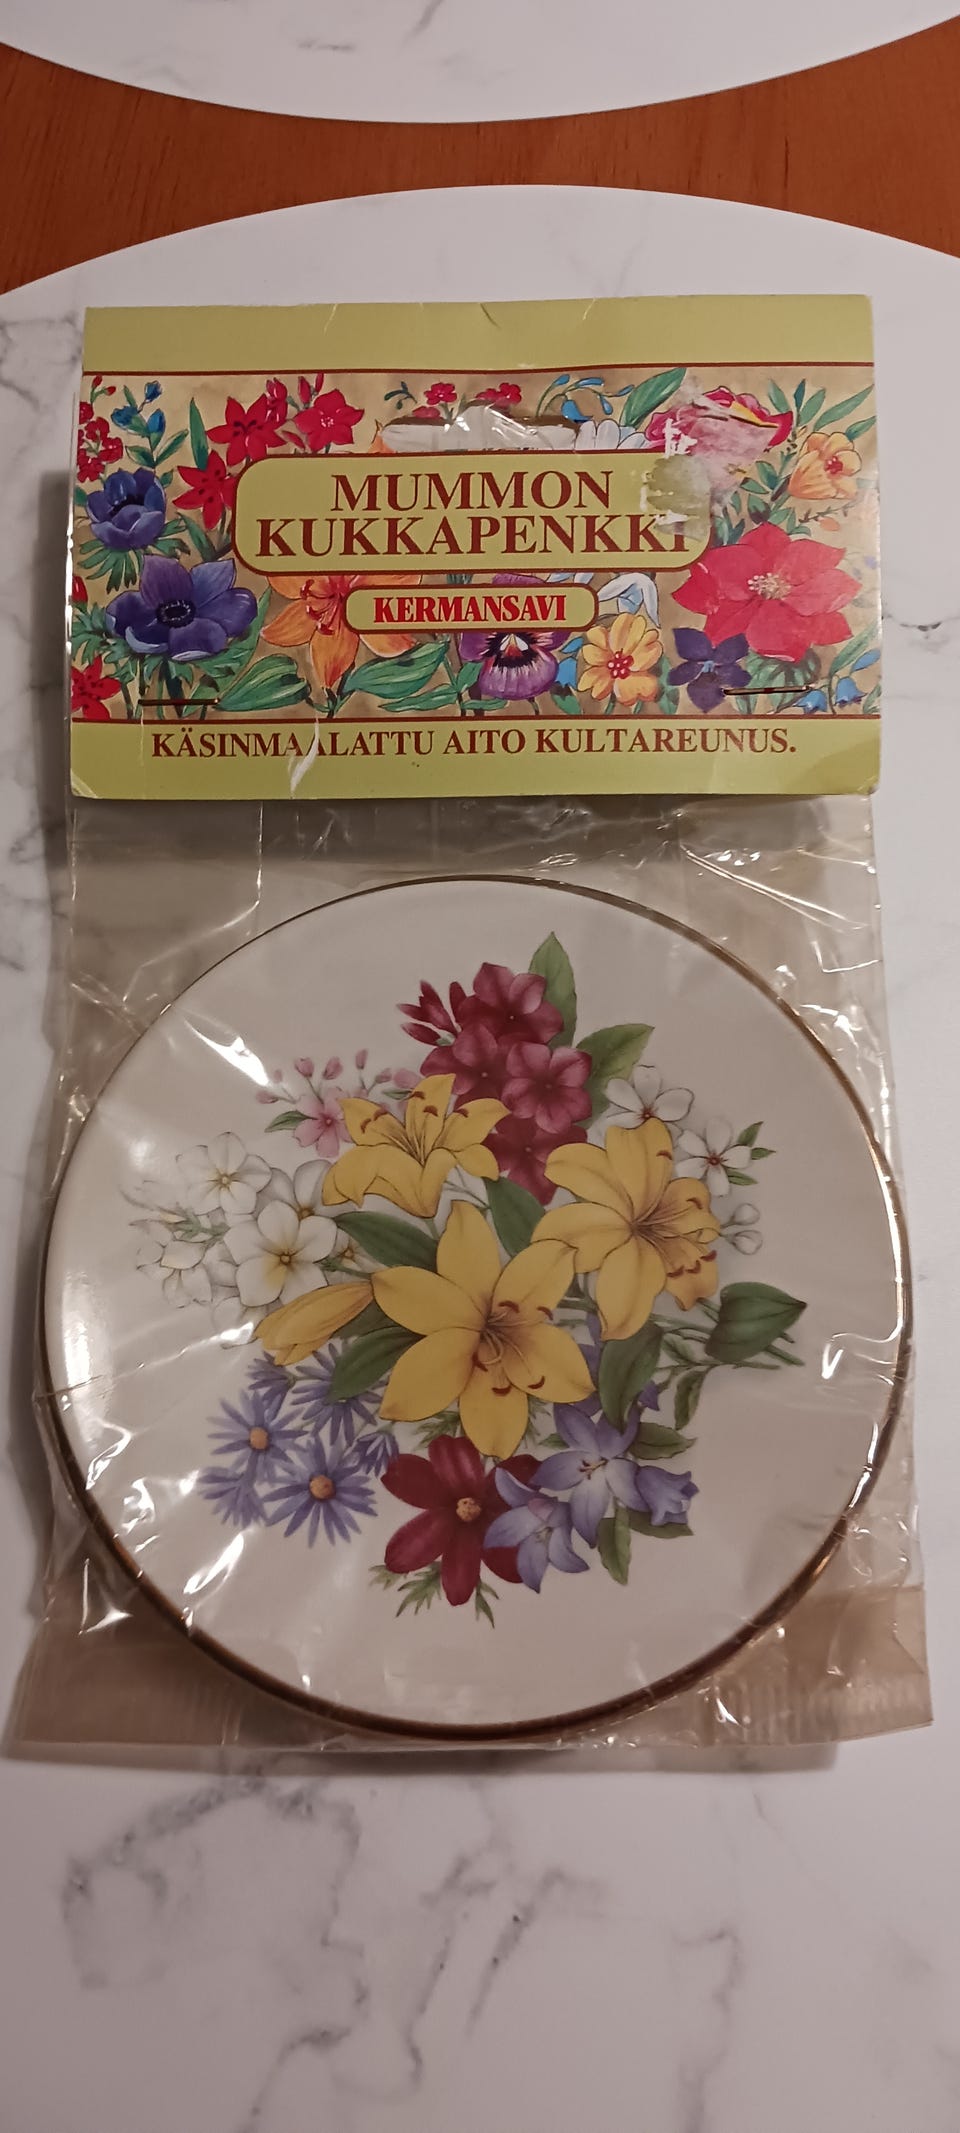 MUMMON
KUKKAPENKKI
KERMANSAVI
KÄSINMAALATTU AITO KULTAREUNUS.